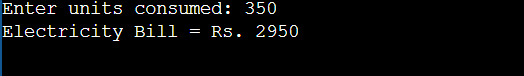 Enter units consumed: 350
Electricity Bill = Rs. 2950